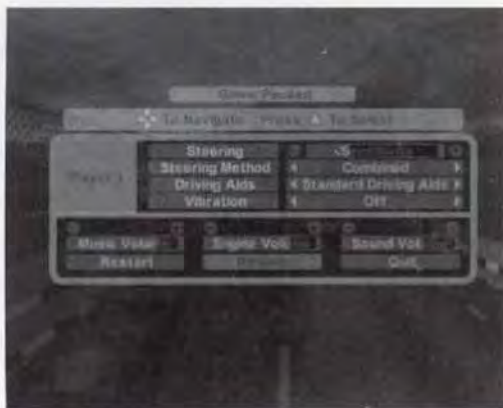 Game Paused
To Navigate Press To Select
Player 1
Steering
Steering Method Combined
Driving Aids Standard Driving Aids
Vibration Off
Music Volume Engine Vol. Sound Vol.
Restart Quit